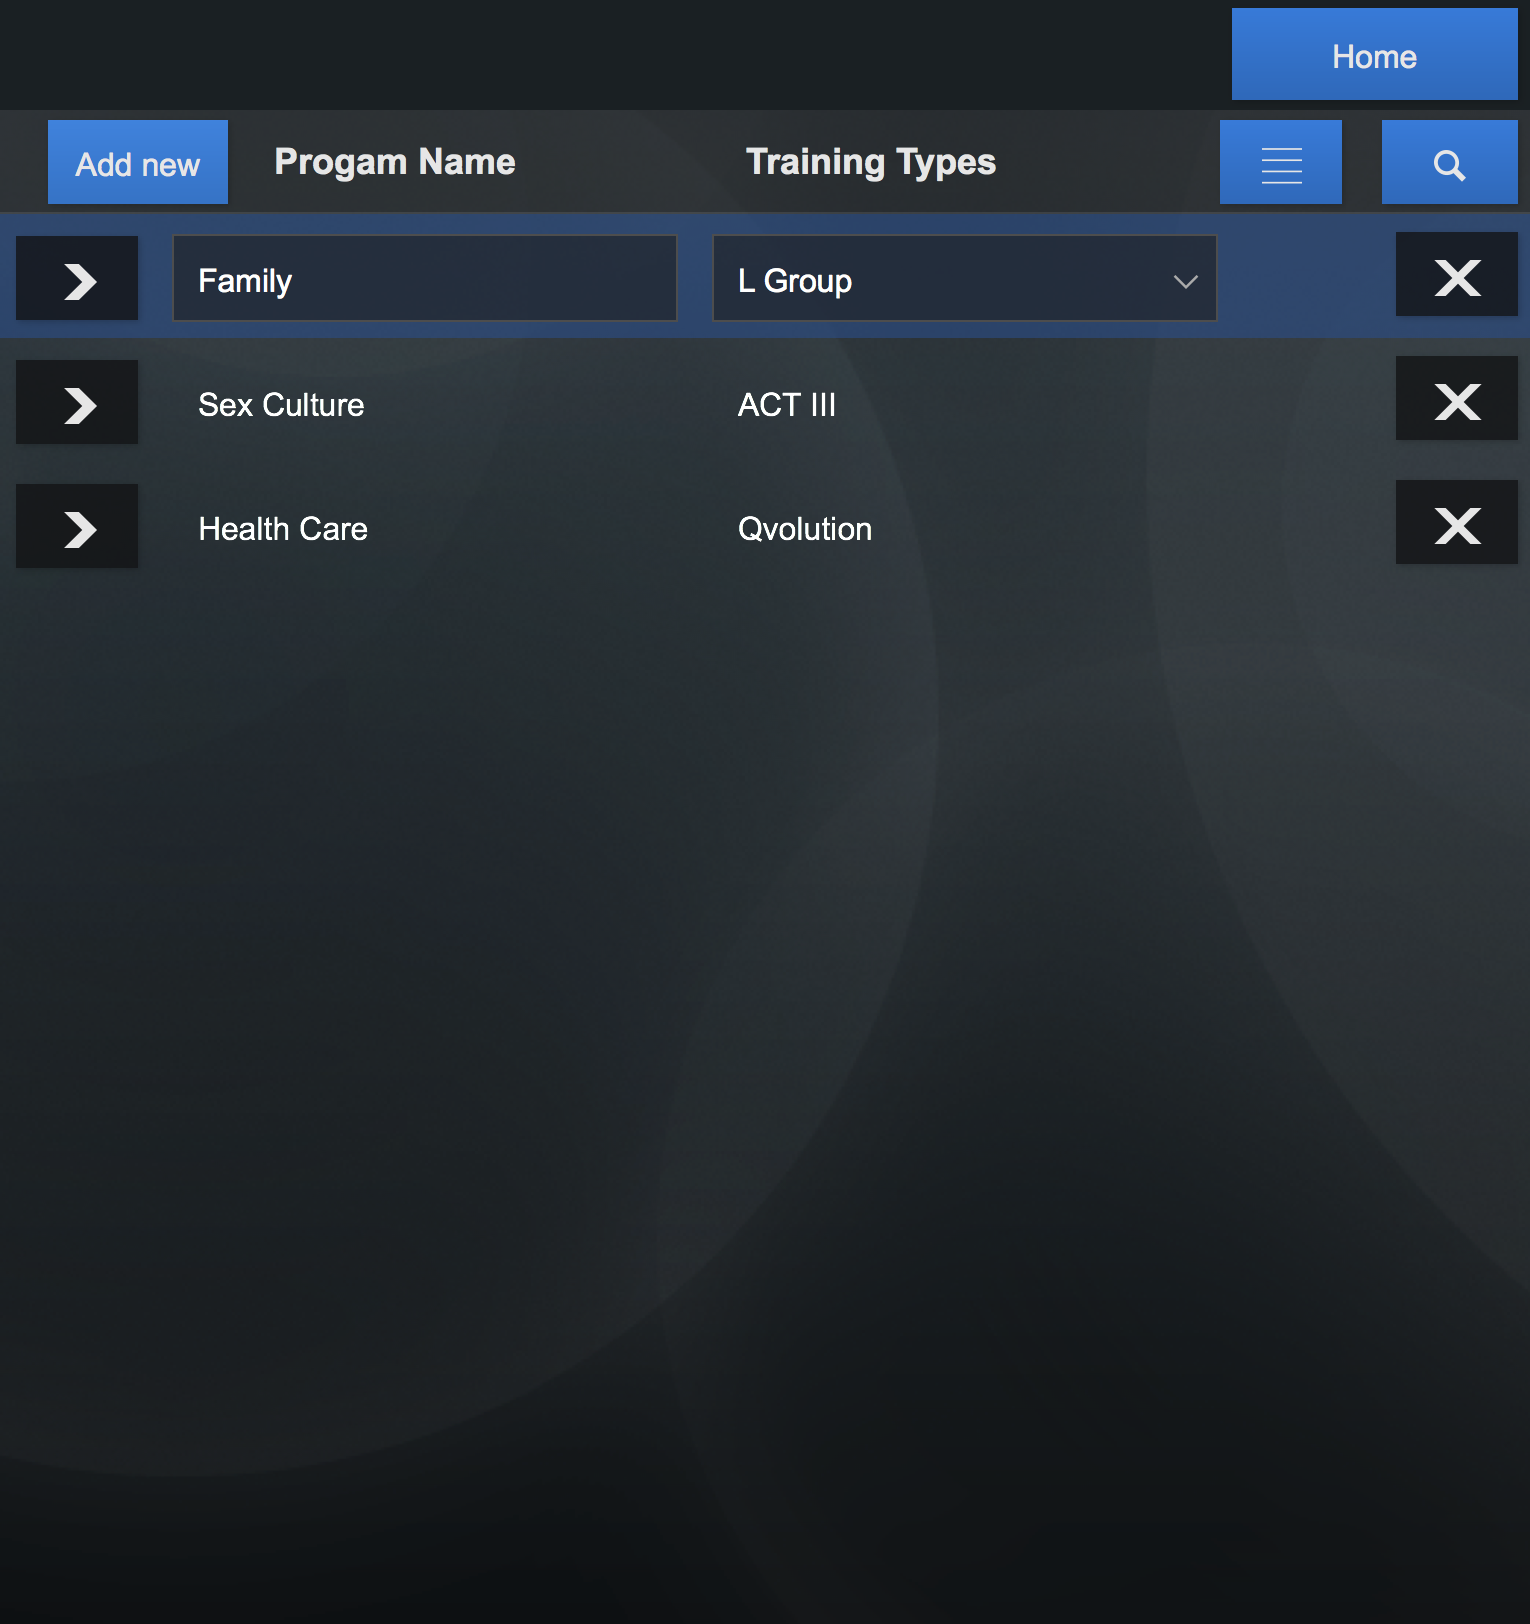 Home
Add new Progam Name Training Types
Family L Group
Sex Culture ACT III
Health Care Qvolution